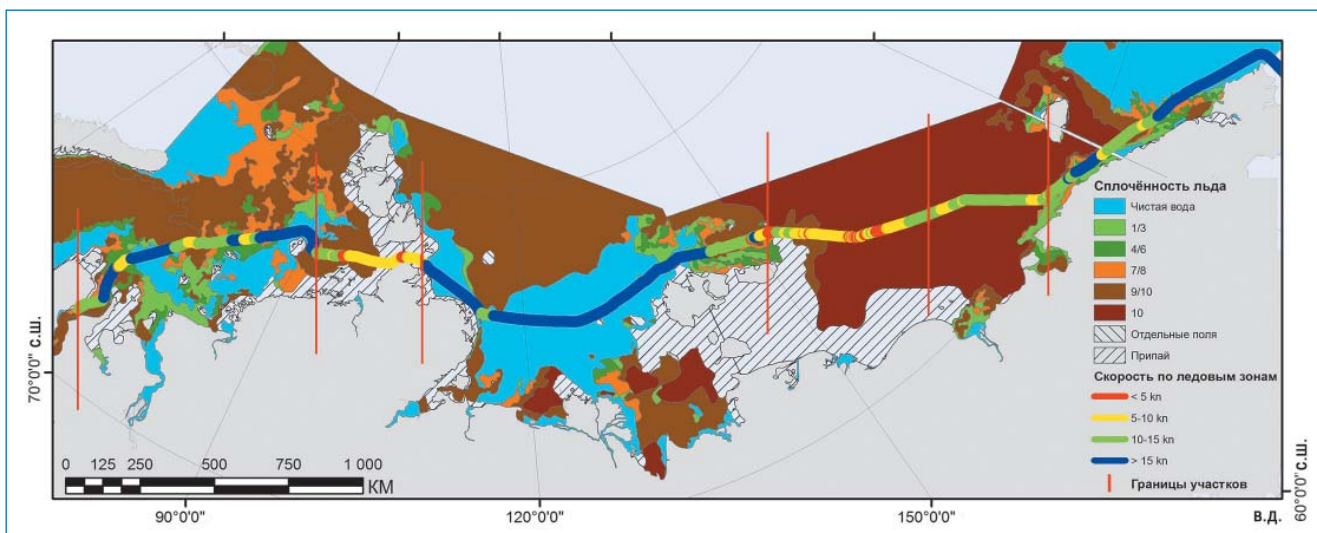 70°0'0" С.Ш.
Сплочённость льда
Чистая вода
1/3
4/6
7/8
9/10
10
Отдельные поля
Припай
Скорость по ледовым зонам
< 5 kn
5-10 kn
10-15 kn
> 15 kn
Границы участков
0 125 250 500 750 1 000
КМ
90°0'0"
120°0'0"
150°0'0"
В.Д.
60°0'0" С.Ш.